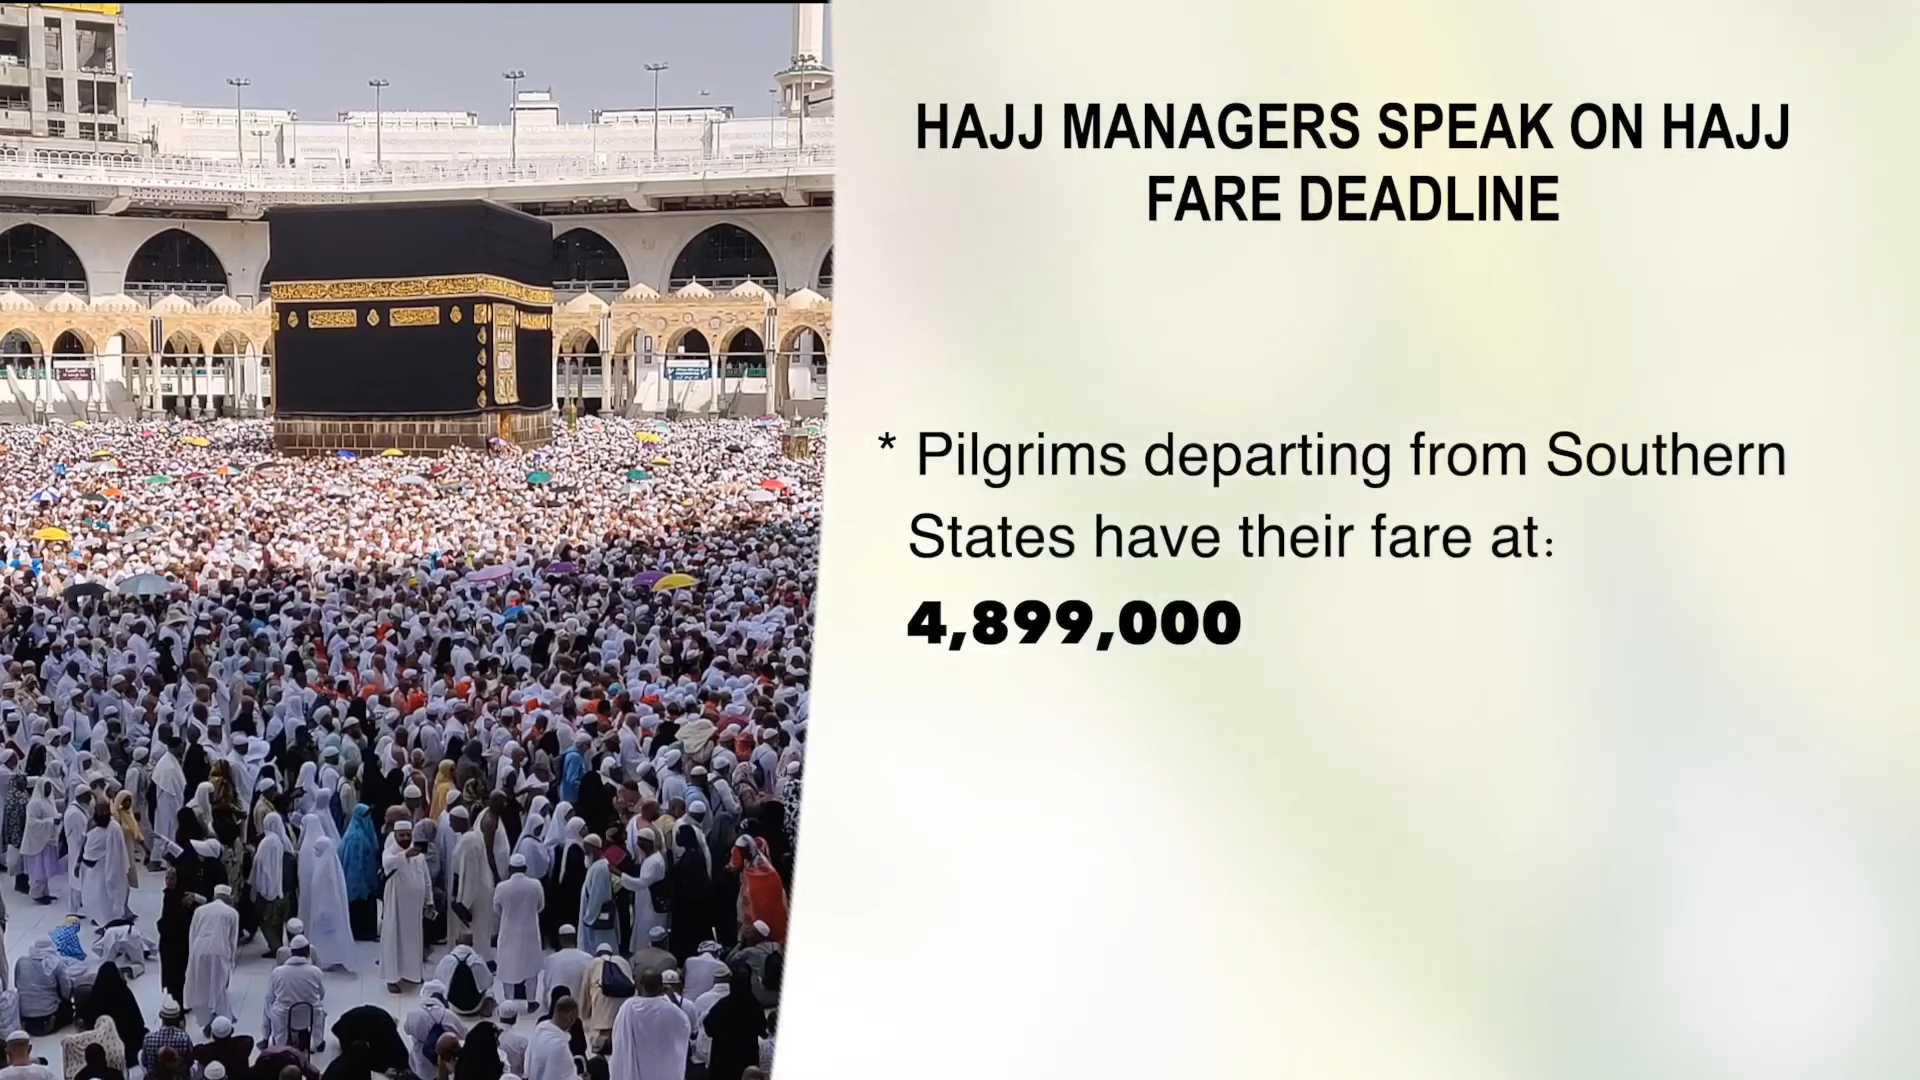 HAJJ MANAGERS SPEAK ON HAJJ
FARE DEADLINE
* Pilgrims departing from Southern
States have their fare at:
4,899,000